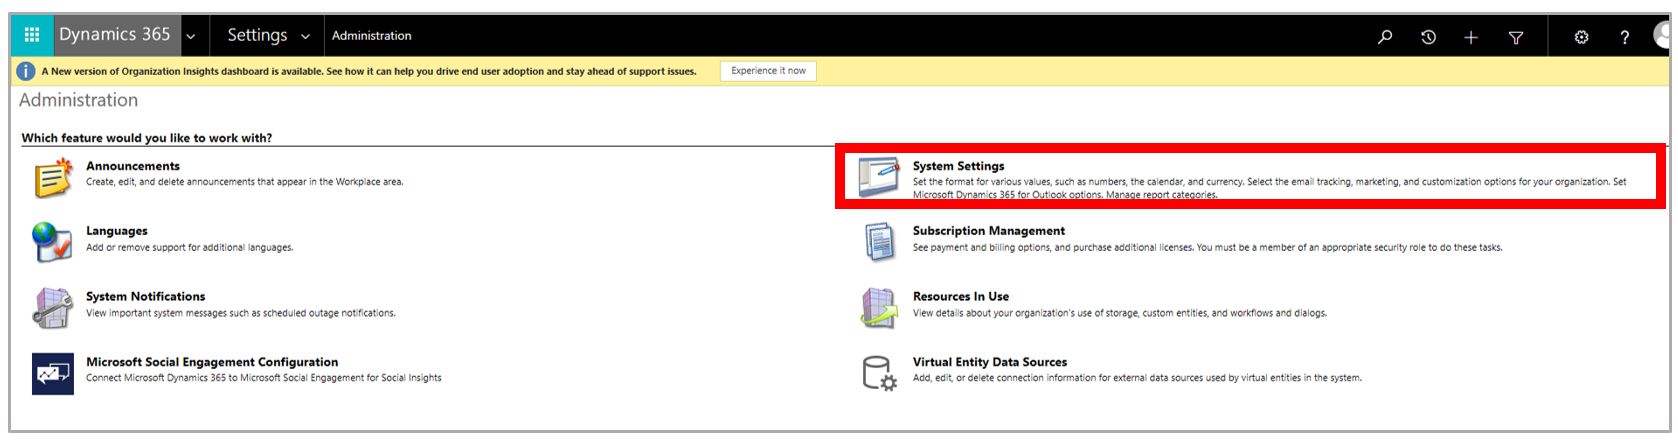 Dynamics 365 Settings Administration
A New version of Organization Insights dashboard is available. See how it can help you drive end user adoption and stay ahead of support issues. Experience it now
Administration
Which feature would you like to work with?
Announcements
Create, edit, and delete announcements that appear in the Workplace area.
System Settings
Set the format for various values, such as numbers, the calendar, and currency. Select the email tracking, marketing, and customization options for your organization. Set
Microsoft Dynamics 365 for Outlook options. Manage report categories.
Languages
Add or remove support for additional languages.
Subscription Management
See payment and billing options, and purchase additional licenses. You must be a member of an appropriate security role to do these tasks.
System Notifications
View important system messages such as scheduled outage notifications.
Resources In Use
View details about your organization's use of storage, custom entities, and workflows and dialogs.
Microsoft Social Engagement Configuration
Connect Microsoft Dynamics 365 to Microsoft Social Engagement for Social Insights
Virtual Entity Data Sources
Add, edit, or delete connection information for external data sources used by virtual entities in the system.